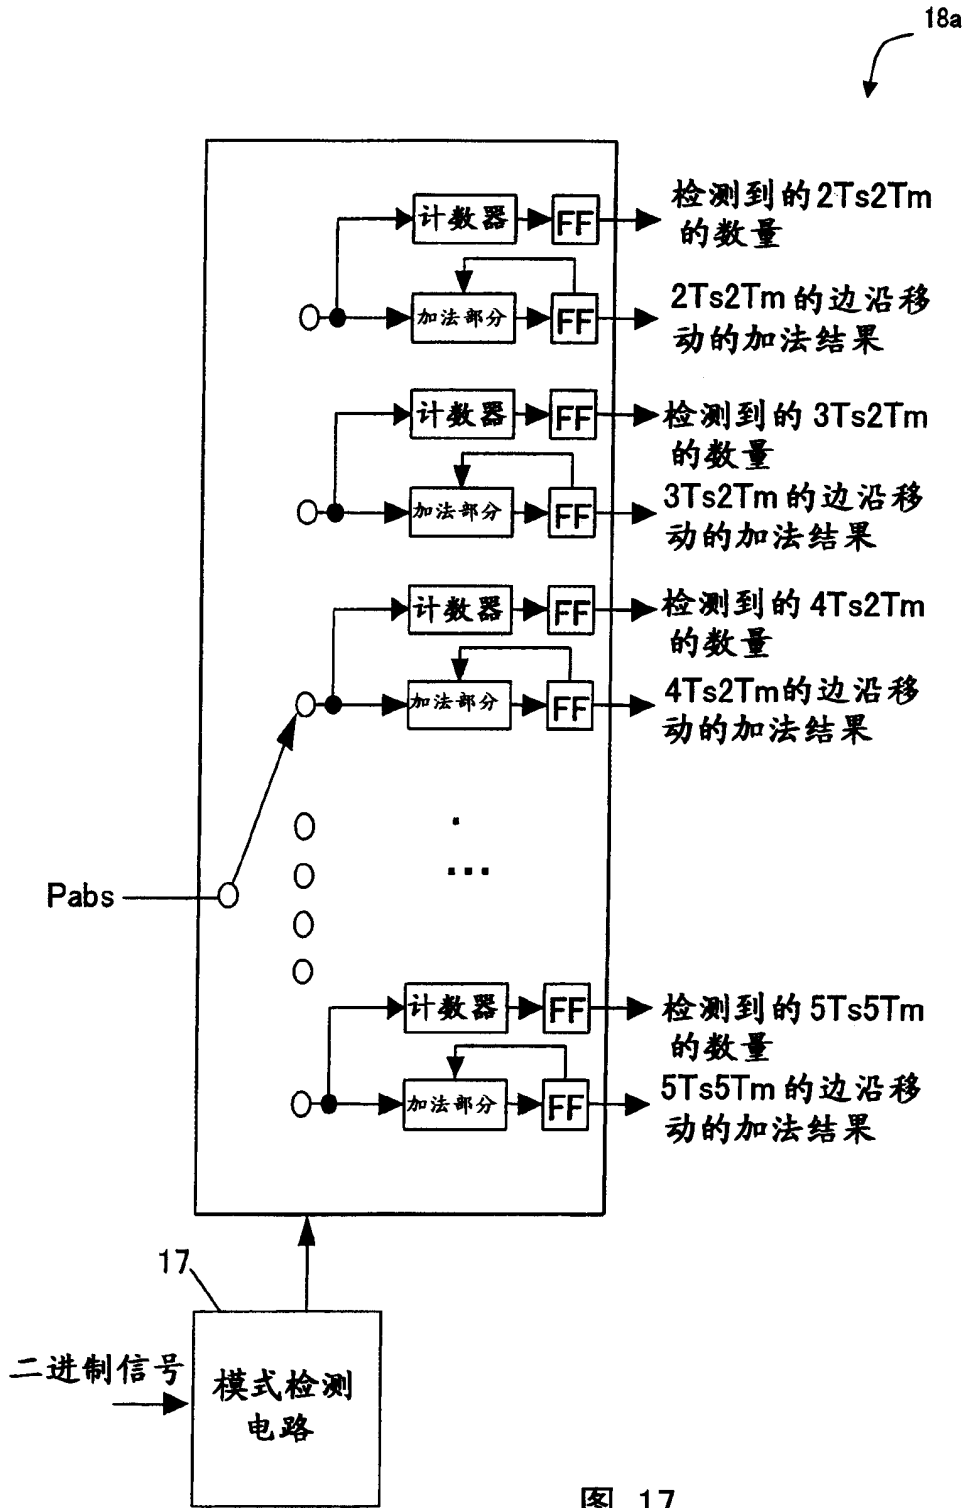 18a
计数器 FF 检测到的2Ts2Tm
的数量
加法部分 FF 2Ts2Tm的边沿移
动的加法结果
计数器 FF 检测到的3Ts2Tm
的数量
加法部分 FF 3Ts2Tm的边沿移
动的加法结果
计数器 FF 检测到的4Ts2Tm
的数量
加法部分 FF 4Ts2Tm的边沿移
动的加法结果
Pabs
计数器 FF 检测到的5Ts5Tm
的数量
加法部分 FF 5Ts5Tm的边沿移
动的加法结果
17
二进制信号
模式检测
电路
图 17